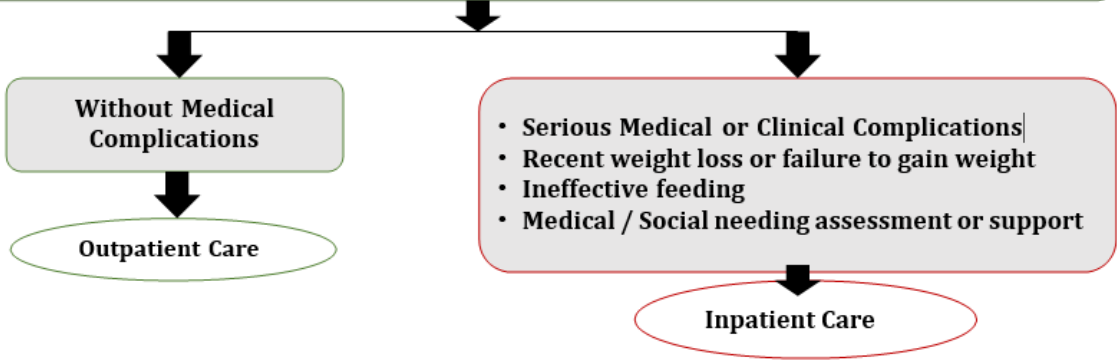 Without Medical
Complications
Outpatient Care
• Serious Medical or Clinical Complications
• Recent weight loss or failure to gain weight
• Ineffective feeding
• Medical / Social needing assessment or support
Inpatient Care